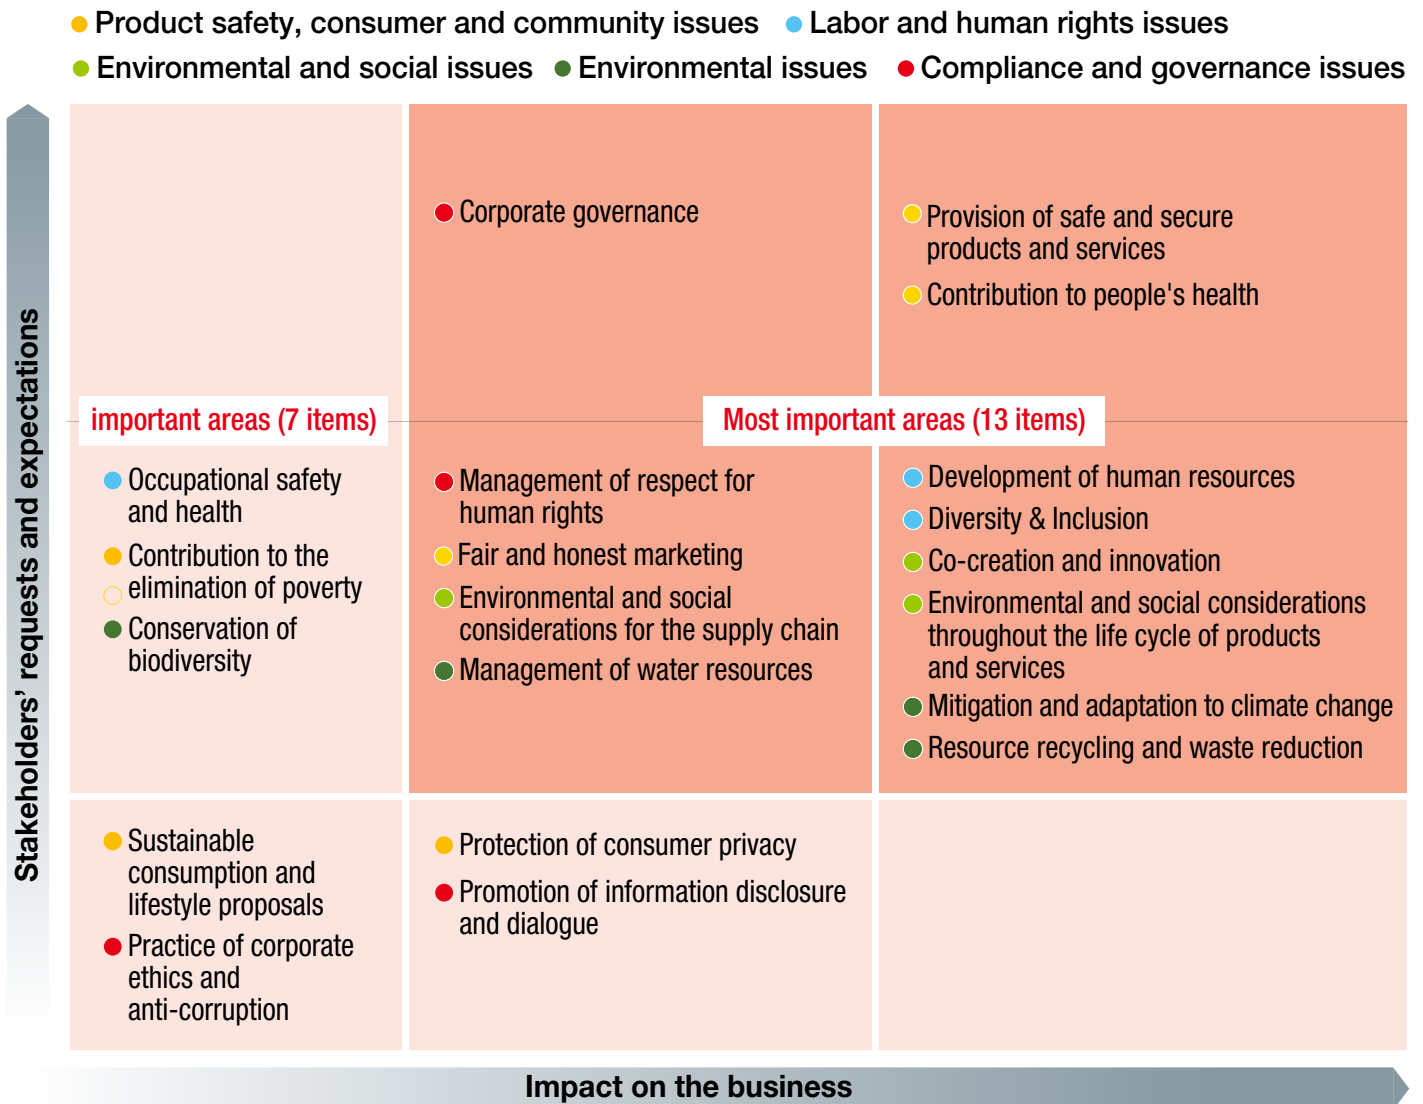 Product safety, consumer and community issues
Labor and human rights issues
Environmental and social issues
Environmental issues
Compliance and governance issues
Stakeholders’ requests and expectations
Corporate governance
Provision of safe and secure
products and services
Contribution to people's health
important areas (7 items)
Most important areas (13 items)
Occupational safety
and health
Contribution to the
elimination of poverty
Conservation of
biodiversity
Management of respect for
human rights
Fair and honest marketing
Environmental and social
considerations for the supply chain
Management of water resources
Development of human resources
Diversity & Inclusion
Co-creation and innovation
Environmental and social considerations
throughout the life cycle of products
and services
Mitigation and adaptation to climate change
Resource recycling and waste reduction
Sustainable
consumption and
lifestyle proposals
Practice of corporate
ethics and
anti-corruption
Protection of consumer privacy
Promotion of information disclosure
and dialogue
Impact on the business